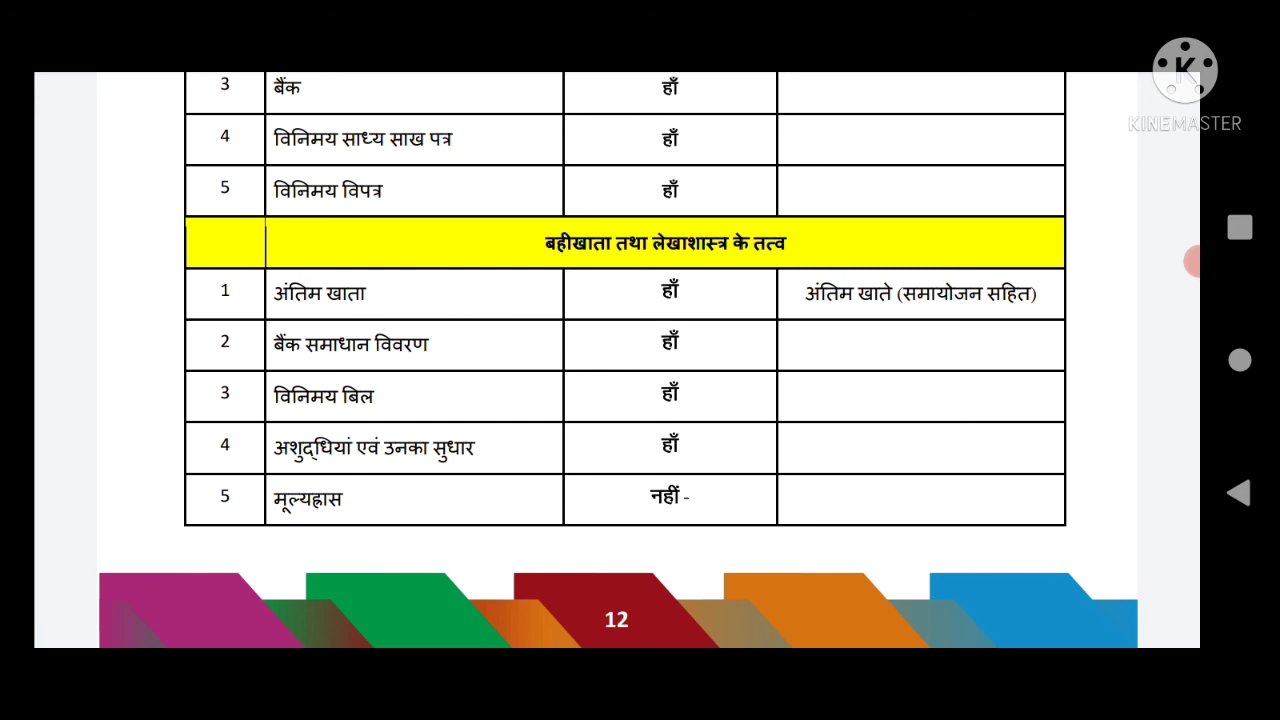 KINEMASTER
3 बैंक हाँ
4 विनिमय साध्य साख पत्र हाँ
5 विनिमय विपत्र हाँ
बहीखाता तथा लेखाशास्त्र के तत्व
1 अंतिम खाता हाँ अंतिम खाते (समायोजन सहित)
2 बैंक समाधान विवरण हाँ
3 विनिमय बिल हाँ
4 अशुद्धियां एवं उनका सुधार हाँ
5 मूल्यह्रास नहीं -
12